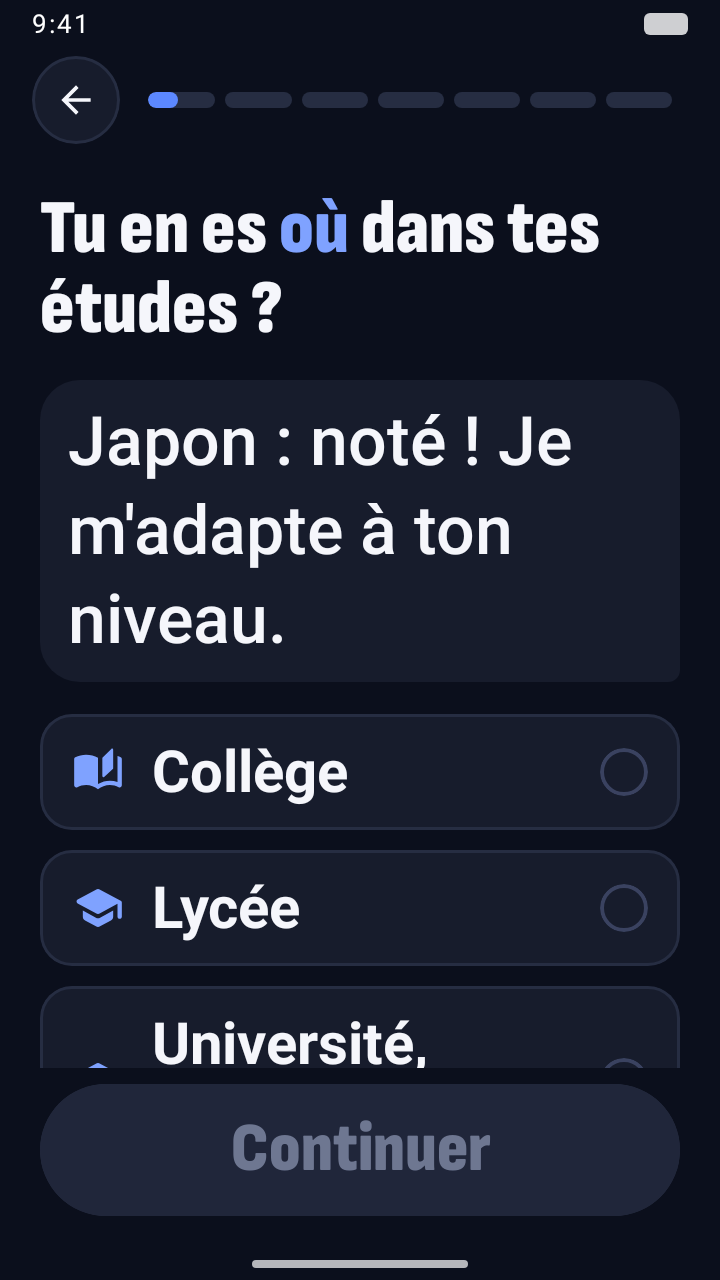 9:41
Tu en es où dans tes
études ?
Japon : noté ! Je
m'adapte à ton
niveau.
Collège
Lycée
Université,
Continuer